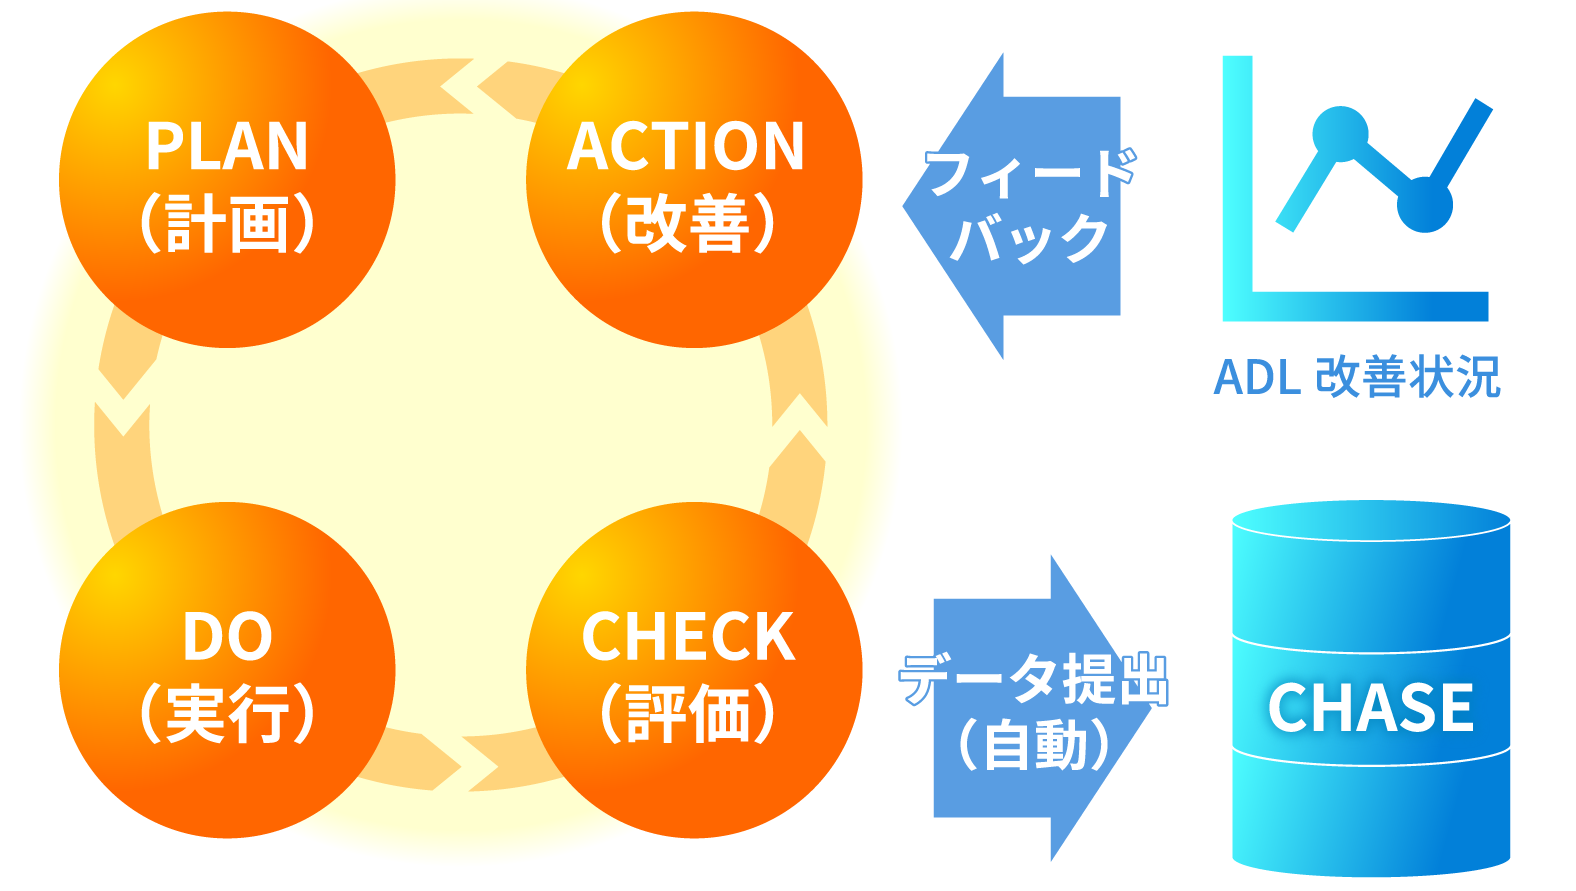 PLAN
（計画）
ACTION
（改善）
フィード
バック
ADL 改善状況
DO
（実行）
CHECK
（評価）
データ提出
（自動）
CHASE